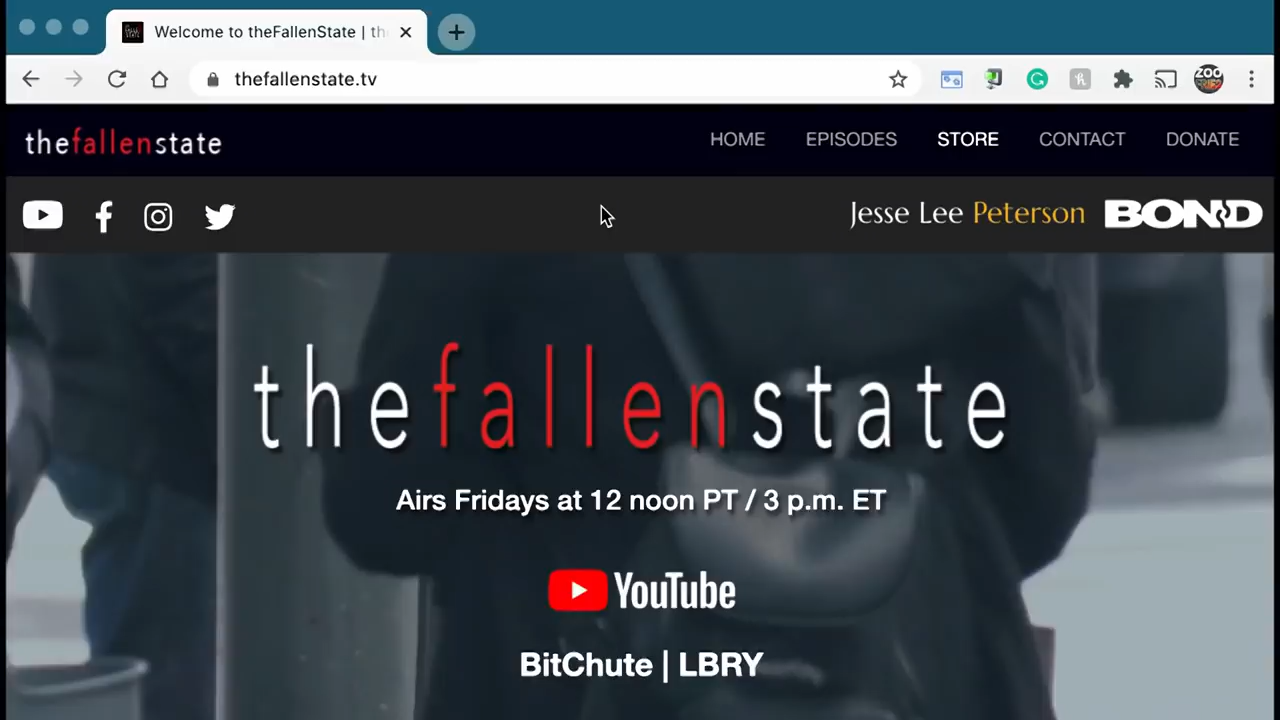 Welcome to theFallenState | th
thefallenstate.tv
ZOO
thefallenstate
HOME EPISODES STORE CONTACT DONATE
Jesse Lee Peterson BOND
thefallenstate
Airs Fridays at 12 noon PT / 3 p.m. ET
YouTube
BitChute | LBRY